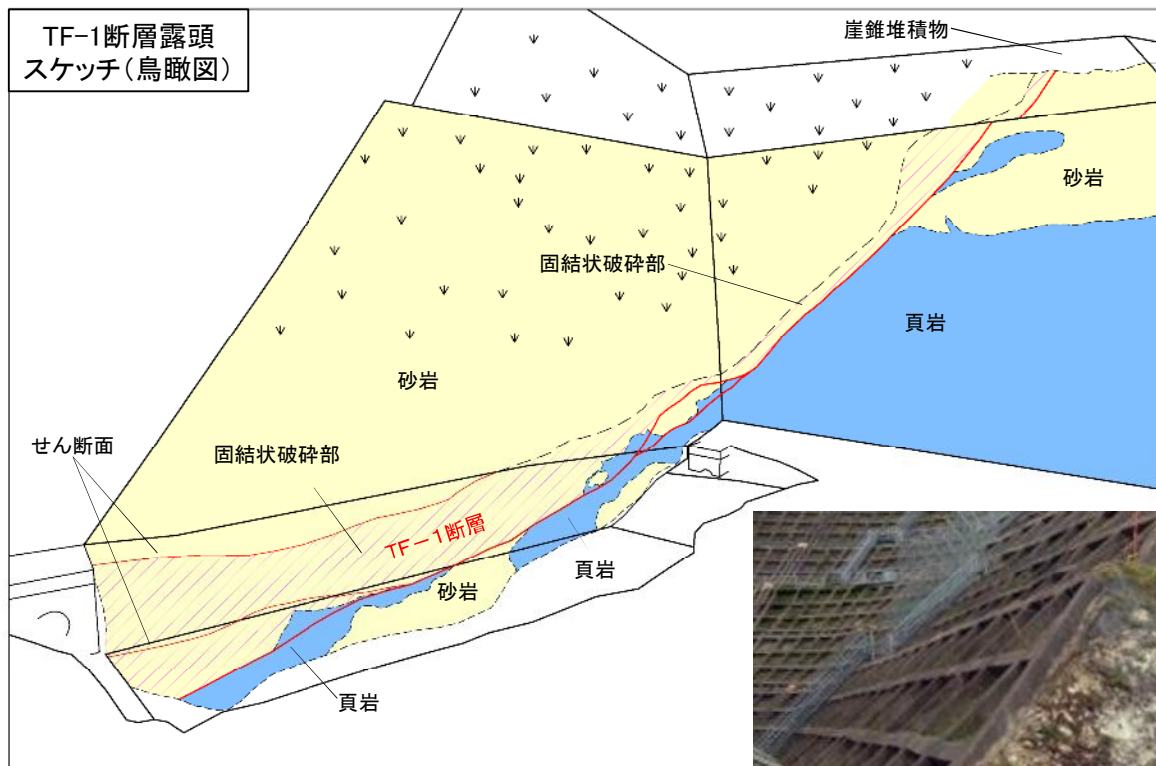 TF-1断層露頭
スケッチ(鳥瞰図)
崖錐堆積物
砂岩
固結状破砕部
頁岩
砂岩
せん断面
固結状破砕部
TF-1断層
頁岩
砂岩
頁岩